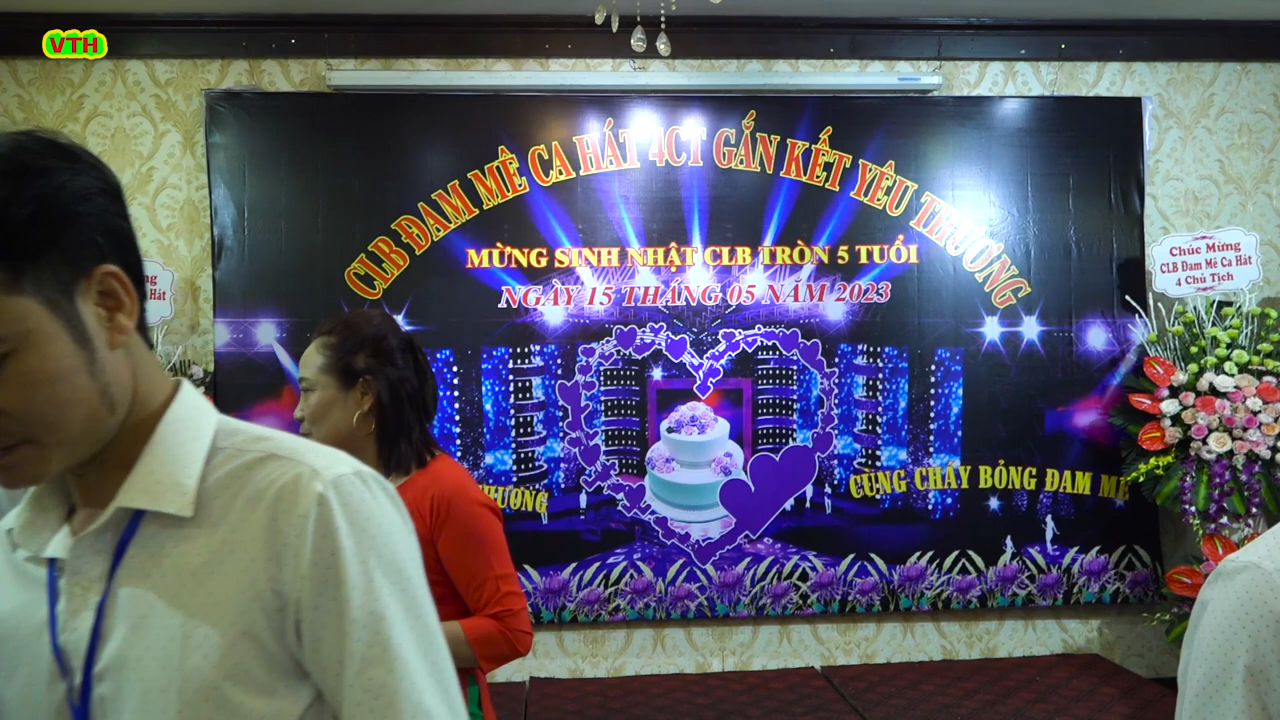 VTH
CLB ĐAM MÊ CA HÁT 4CT GẮN KẾT YÊU THƯƠNG
MỪNG SINH NHẬT CLB TRÒN 5 TUỔI
NGÀY 15 THÁNG 05 NĂM 2023
CÙNG CHÁY BỎNG ĐAM MÊ
Chúc Mừng
CLB Đam Mê Ca Hát
4 Chủ Tịch
Hát